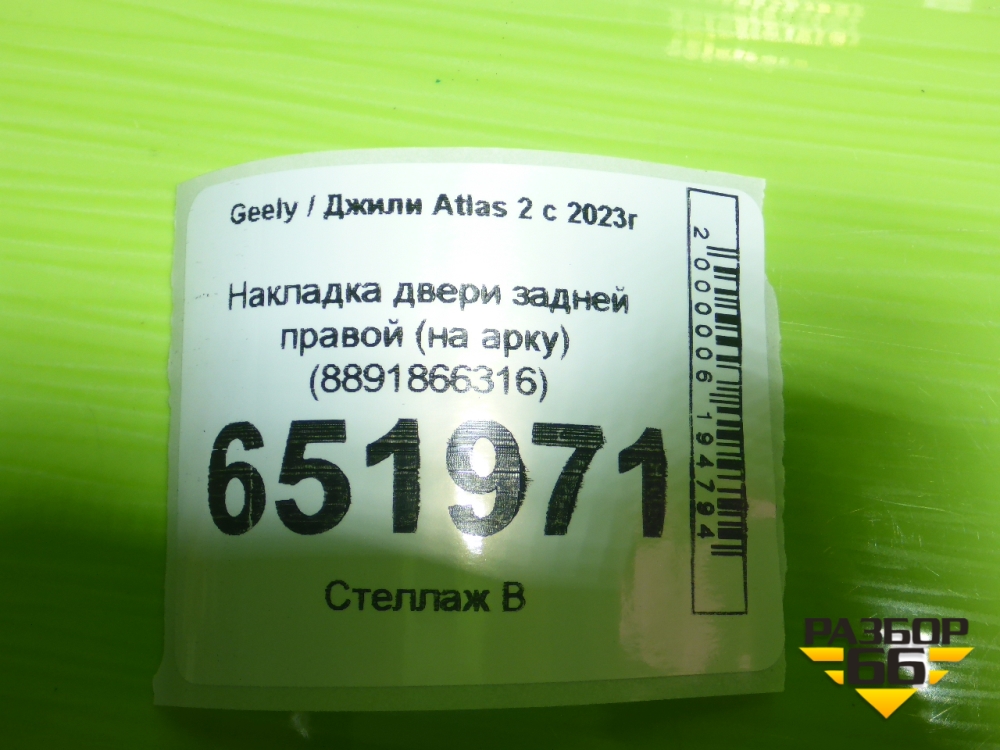 Geely / Джили Atlas 2 с 2023г
Накладка двери задней
правой (на арку)
(8891866316)
651971
Стеллаж В
2000006194794
РАЗБОР
66